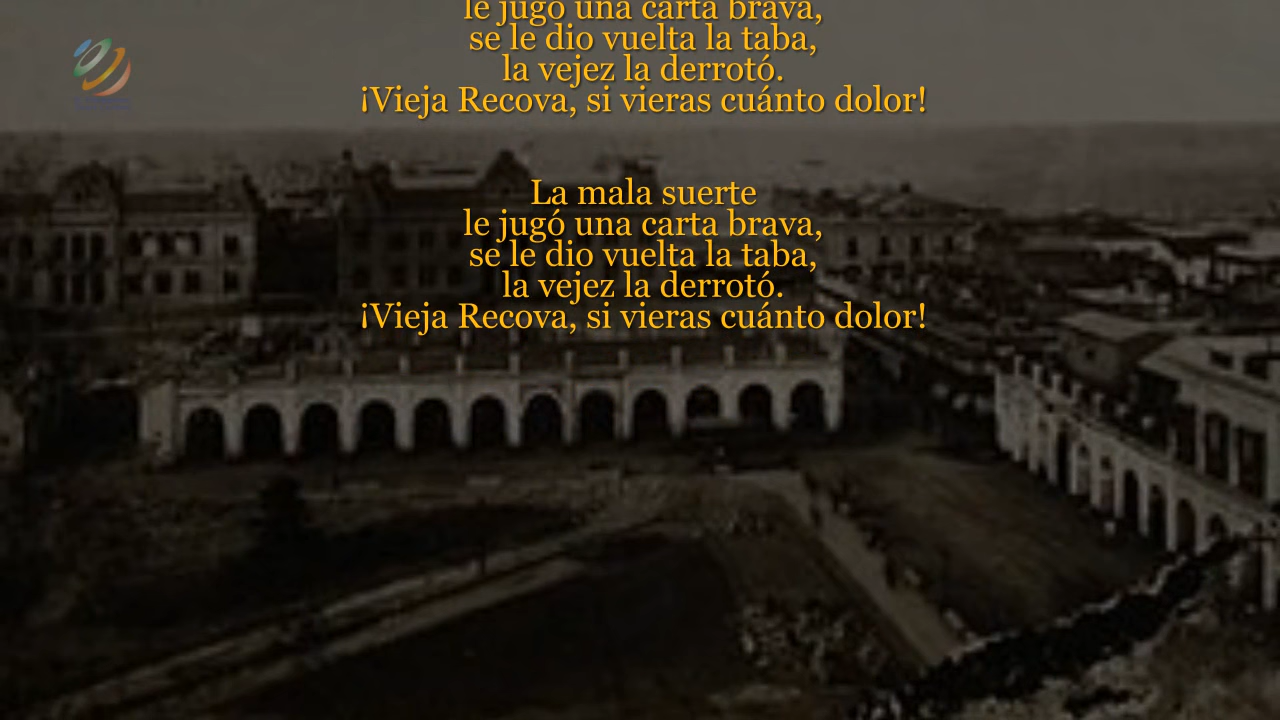 le jugó una carta brava,
se le dio vuelta la taba,
la vejez la derrotó.
¡Vieja Recova, si vieras cuánto dolor!
La mala suerte
le jugó una carta brava,
se le dio vuelta la taba,
la vejez la derrotó.
¡Vieja Recova, si vieras cuánto dolor!